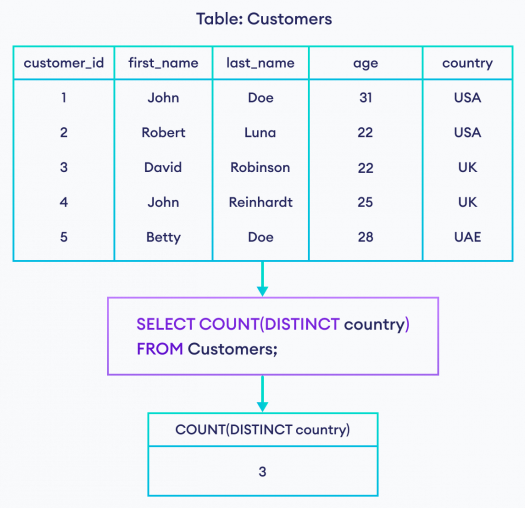 Table: Customers
customer_id first_name last_name age country
1 John Doe 31 USA
2 Robert Luna 22 USA
3 David Robinson 22 UK
4 John Reinhardt 25 UK
5 Betty Doe 28 UAE
SELECT COUNT(DISTINCT country)
FROM Customers;
COUNT(DISTINCT country)
3